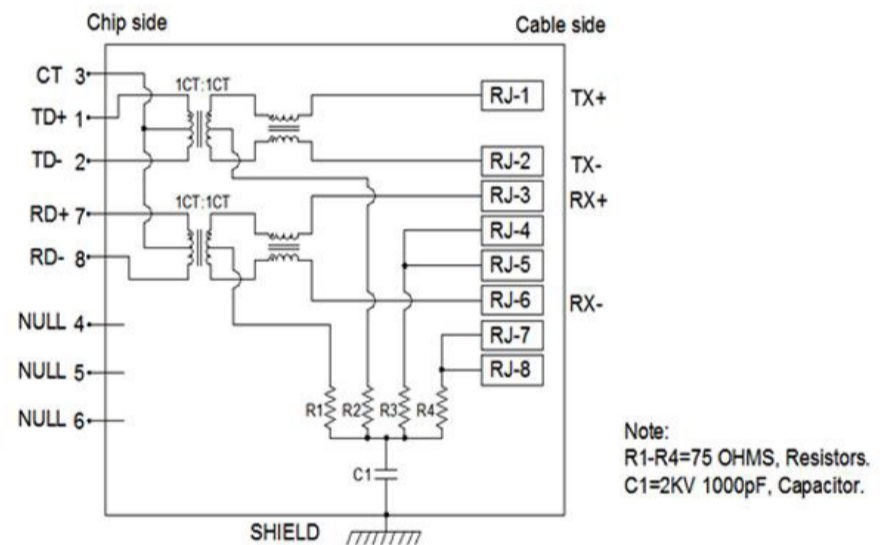 Chip side
Cable side
CT 3
1CT:1CT
RJ-1 TX+
TD+ 1
TD- 2
RJ-2 TX-
RJ-3 RX+
RD+ 7
1CT:1CT
RJ-4
RD- 8
RJ-5
RJ-6 RX-
NULL 4
RJ-7
RJ-8
NULL 5
NULL 6
R1 R2 R3 R4
C1
SHIELD
Note:
R1-R4=75 OHMS, Resistors.
C1=2KV 1000pF, Capacitor.